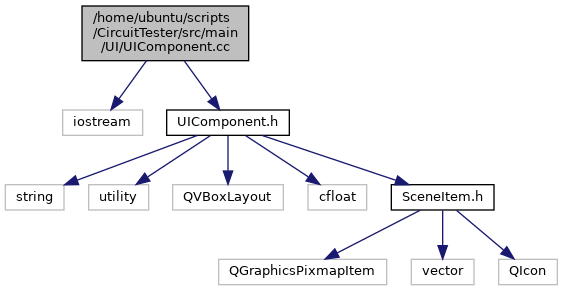 /home/ubuntu/scripts
/CircuitTester/src/main
/UI/UIComponent.cc
iostream
UIComponent.h
string
utility
QVBoxLayout
cfloat
SceneItem.h
QGraphicsPixmapItem
vector
QIcon